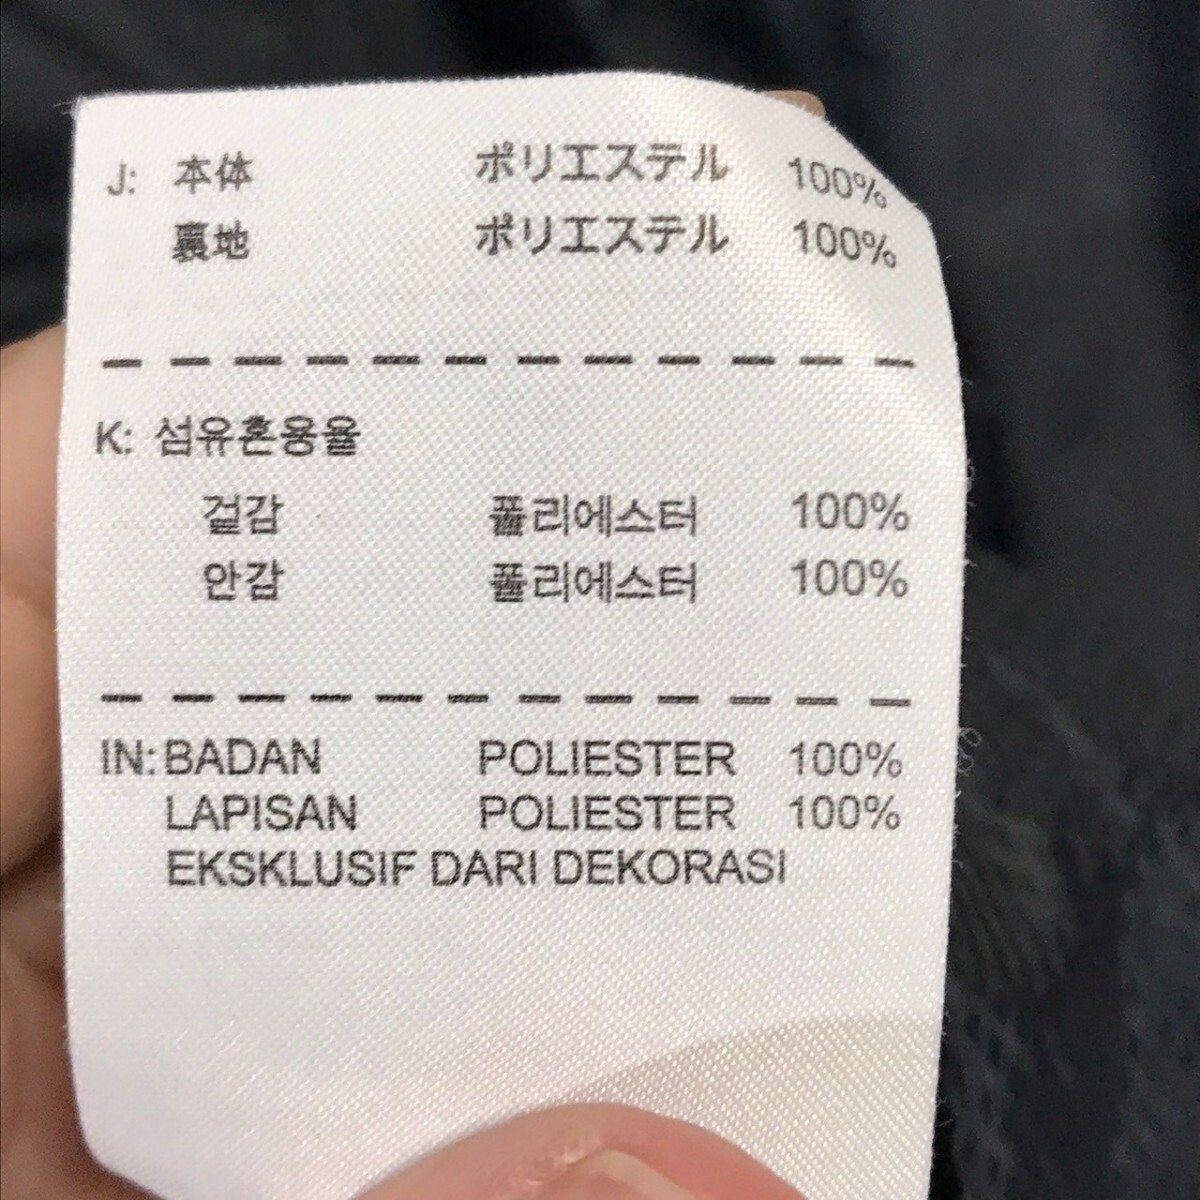 J: 本体 ポリエステル 100%
裏地 ポリエステル 100%
K: 섬유혼용율
겉감 폴리에스터 100%
안감 폴리에스터 100%
IN: BADAN POLIESTER 100%
LAPISAN POLIESTER 100%
EKSKLUSIF DARI DEKORASI